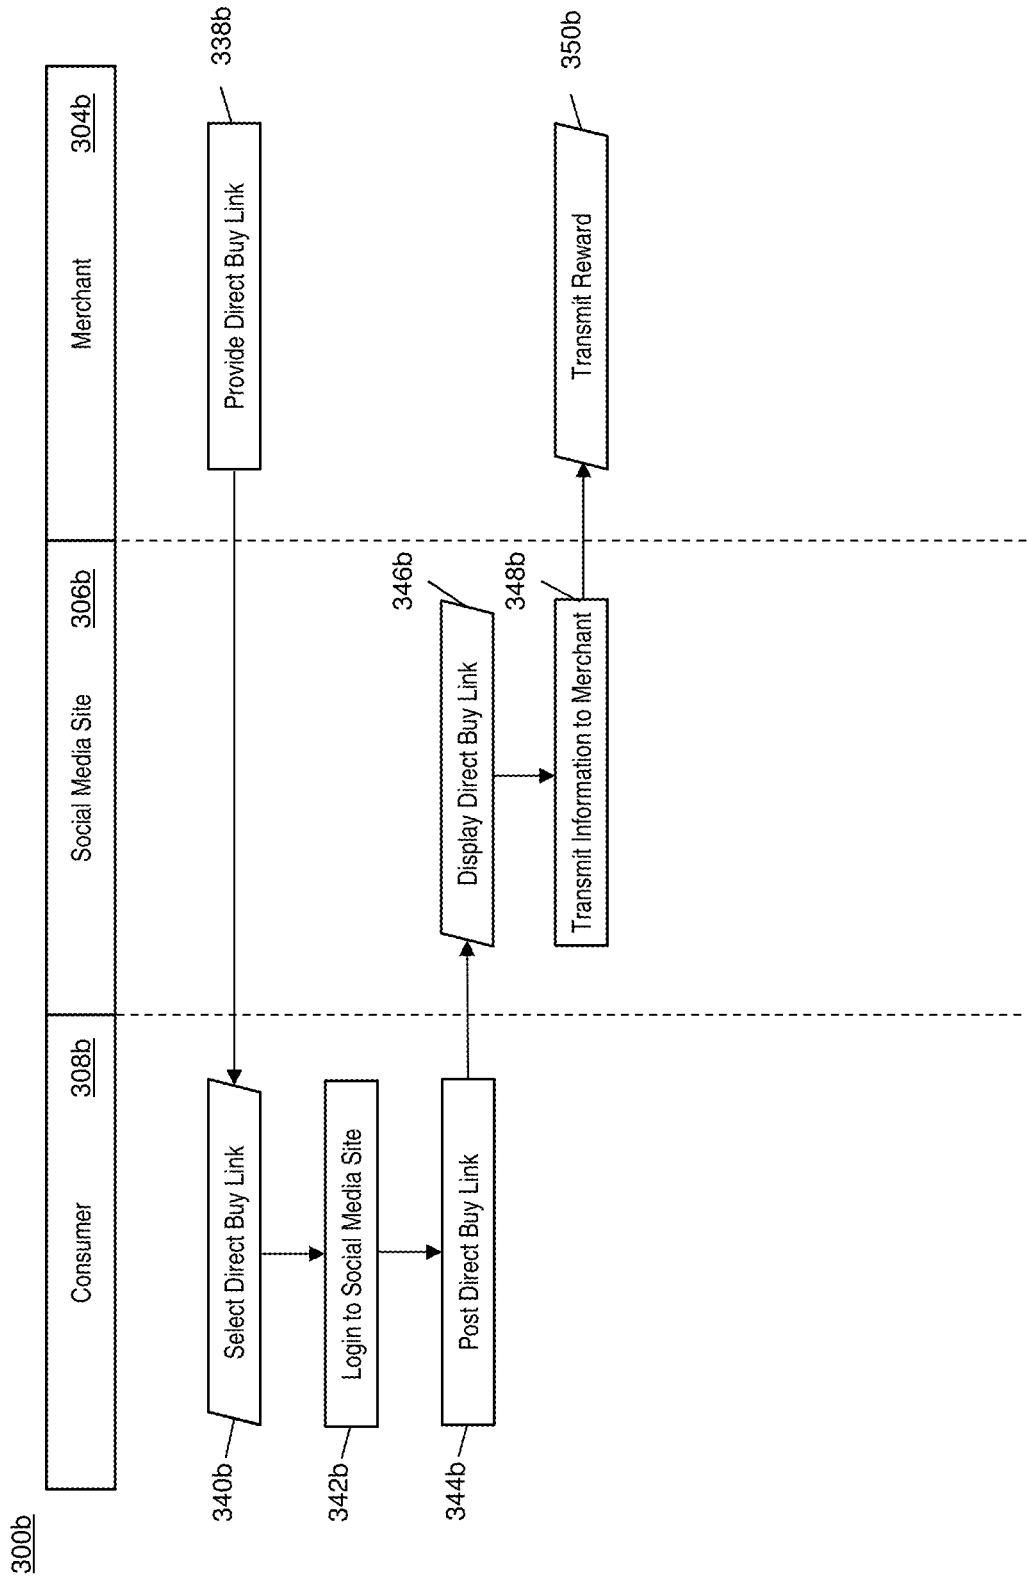 300b
Consumer 308b
Social Media Site 306b
Merchant 304b
Provide Direct Buy Link
338b
340b
Select Direct Buy Link
342b
Login to Social Media Site
344b
Post Direct Buy Link
Display Direct Buy Link
346b
Transmit Information to Merchant
348b
Transmit Reward
350b